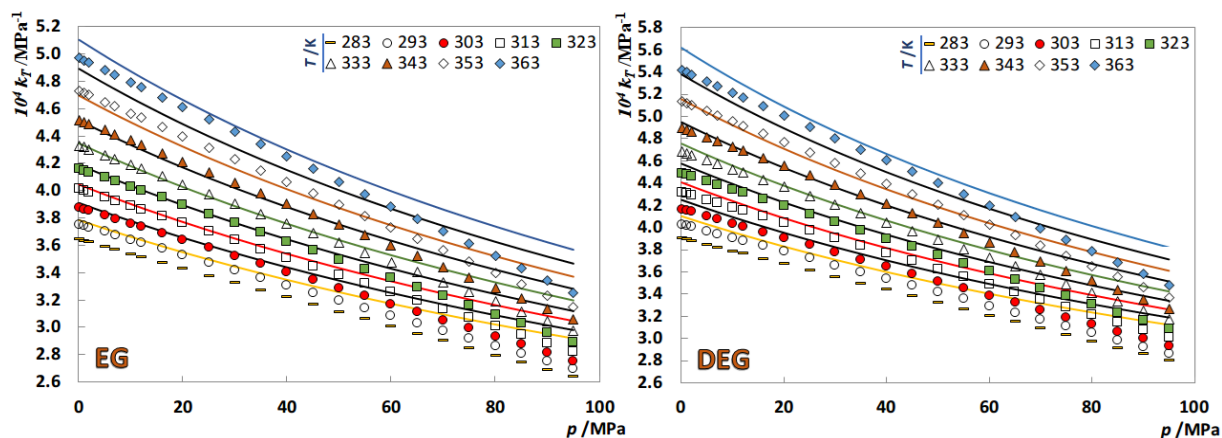 10⁴ k_T /MPa⁻¹
5.2
5.0
4.8
4.6
4.4
4.2
4.0
3.8
3.6
3.4
3.2
3.0
2.8
2.6
T /K
283 293 303 313 323
333 343 353 363
EG
0 20 40 60 80 100
p /MPa
10⁴ k_T /MPa⁻¹
5.8
5.6
5.4
5.2
5.0
4.8
4.6
4.4
4.2
4.0
3.8
3.6
3.4
3.2
3.0
2.8
2.6
T /K
283 293 303 313 323
333 343 353 363
DEG
0 20 40 60 80 100
p /MPa